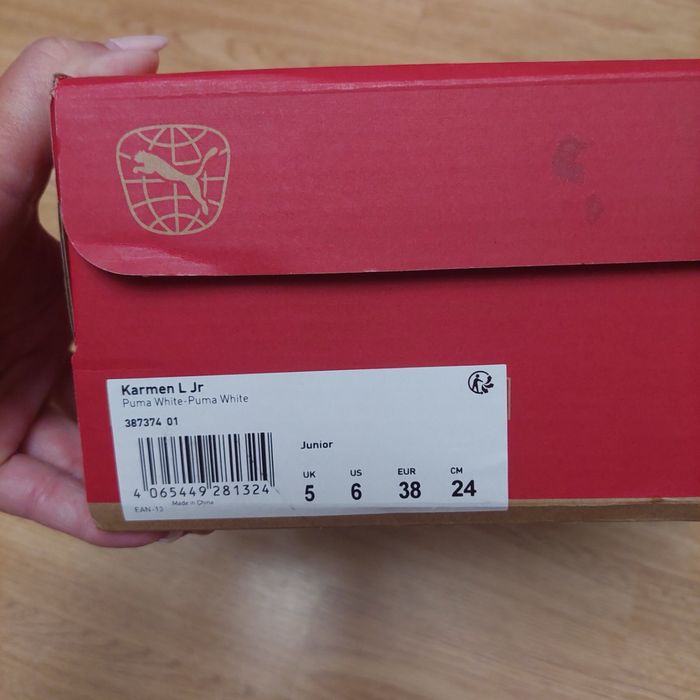 Karmen L Jr
Puma White-Puma White
387374 01
Junior
UK US EUR CM
5 6 38 24
4 065449 281324
Made in China
EAN-13